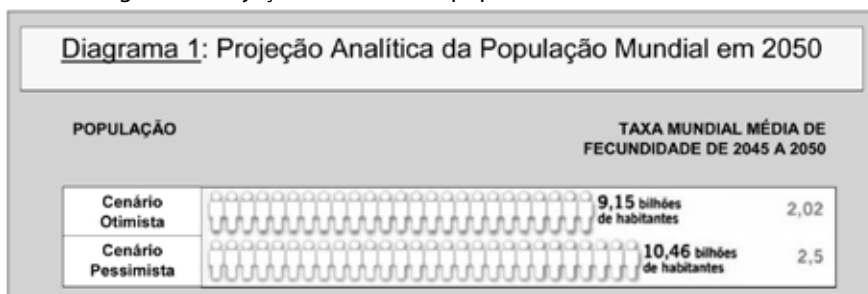 Diagrama 1: Projeção Analítica da População Mundial em 2050
POPULAÇÃO
TAXA MUNDIAL MÉDIA DE
FECUNDIDADE DE 2045 A 2050
Cenário
Otimista
9,15 bilhões
de habitantes
2,02
Cenário
Pessimista
10,46 bilhões
de habitantes
2,5